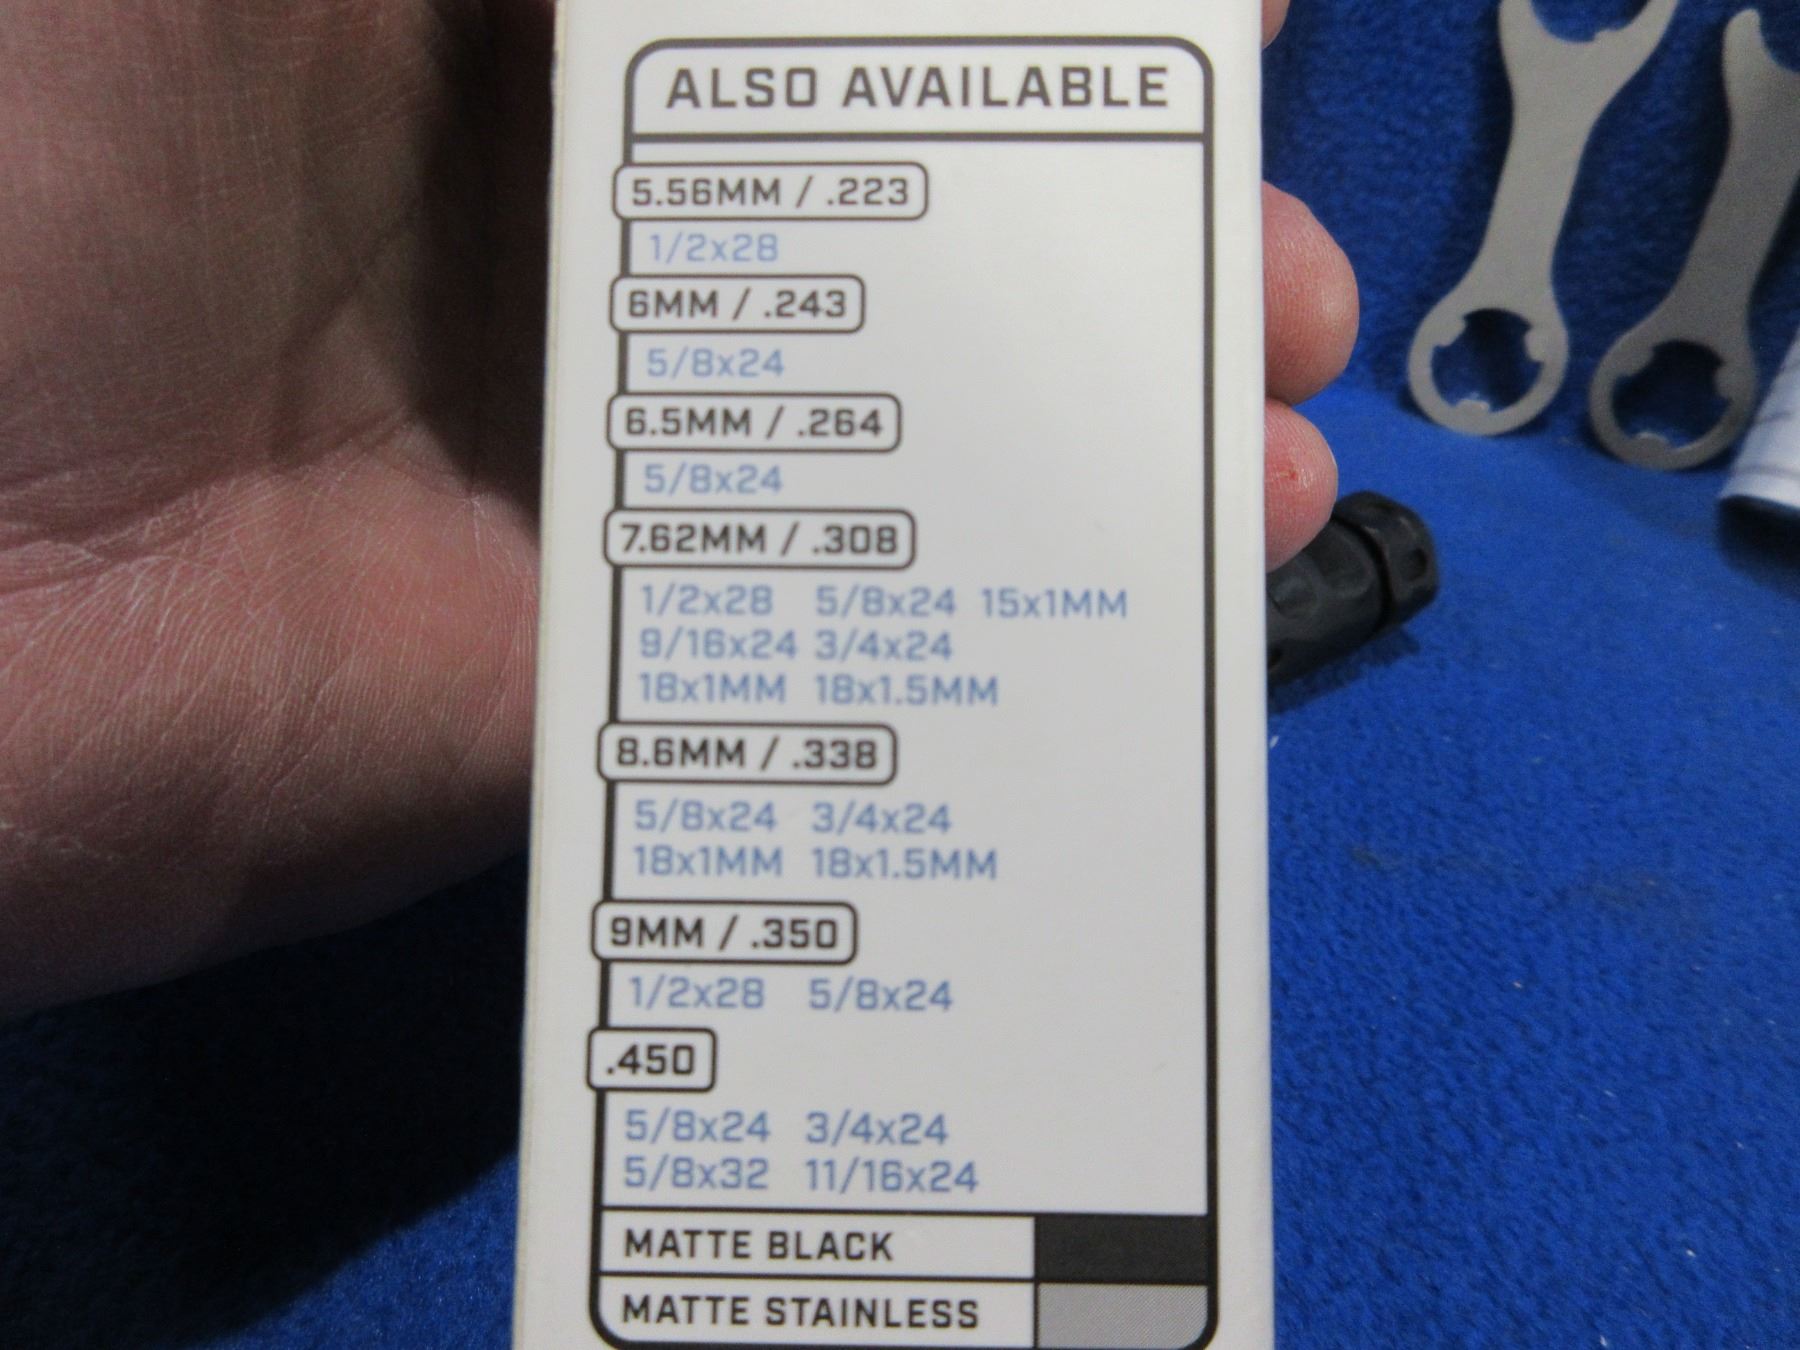 ALSO AVAILABLE
5.56MM / .223
1/2x28
6MM / .243
5/8x24
6.5MM / .264
5/8x24
7.62MM / .308
1/2x28 5/8x24 15x1MM
9/16x24 3/4x24
18x1MM 18x1.5MM
8.6MM / .338
5/8x24 3/4x24
18x1MM 18x1.5MM
9MM / .350
1/2x28 5/8x24
.450
5/8x24 3/4x24
5/8x32 11/16x24
MATTE BLACK
MATTE STAINLESS